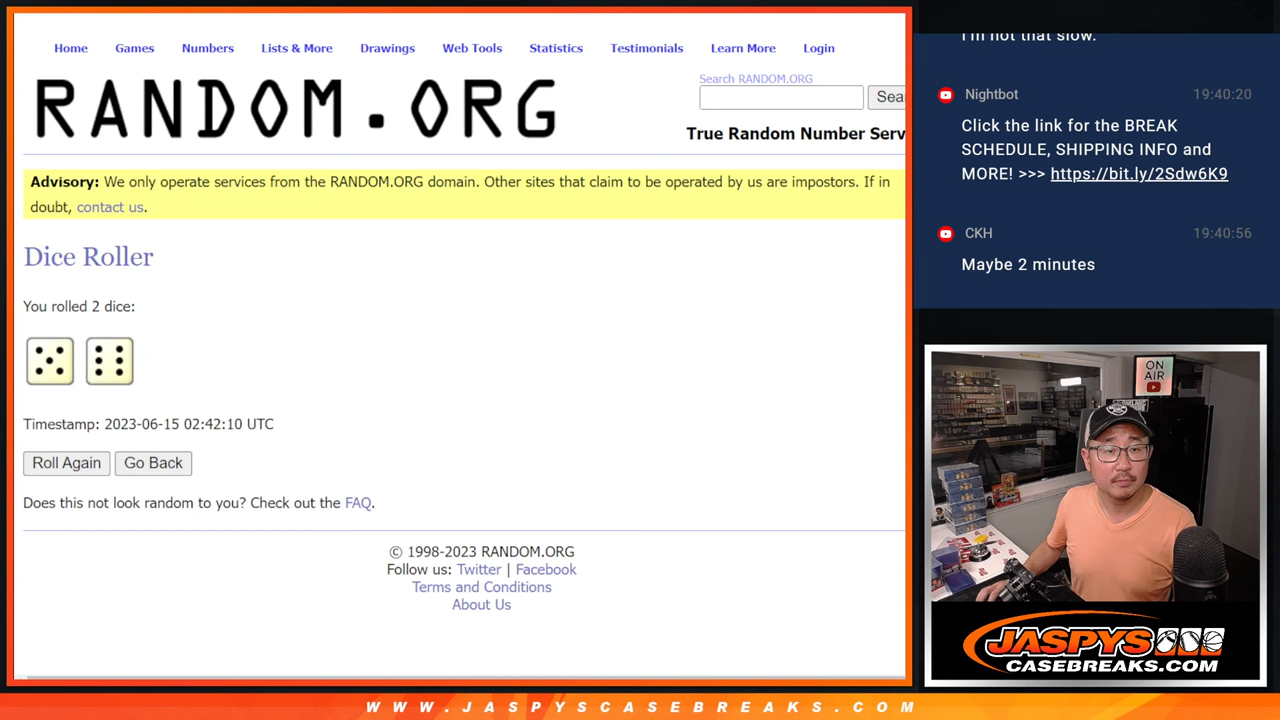 Home Games Numbers Lists & More Drawings Web Tools Statistics Testimonials Learn More Login
RANDOM.ORG
Search RANDOM.ORG
Sea
True Random Number Serv
Advisory: We only operate services from the RANDOM.ORG domain. Other sites that claim to be operated by us are impostors. If in
doubt, contact us.
Dice Roller
You rolled 2 dice:
Timestamp: 2023-06-15 02:42:10 UTC
Roll Again Go Back
Does this not look random to you? Check out the FAQ.
© 1998-2023 RANDOM.ORG
Follow us: Twitter | Facebook
Terms and Conditions
About Us
I'm not that slow.
Nightbot 19:40:20
Click the link for the BREAK
SCHEDULE, SHIPPING INFO and
MORE! >>> https://bit.ly/2Sdw6K9
CKH 19:40:56
Maybe 2 minutes
ON
AIR
JASPYS
CASEBREAKS.COM
WWW.JASPYSCASEBREAKS.COM